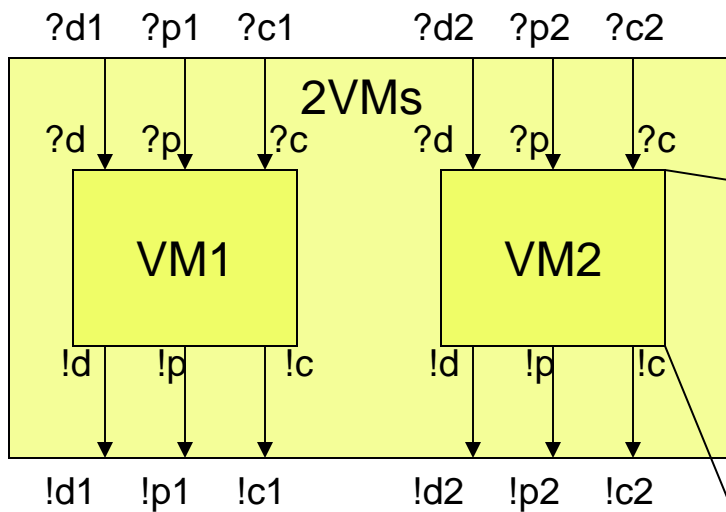 ?d1 ?p1 ?c1 ?d2 ?p2 ?c2
2VMs
?d ?p ?c ?d ?p ?c
VM1 VM2
!d !p !c !d !p !c
!d1 !p1 !c1 !d2 !p2 !c2